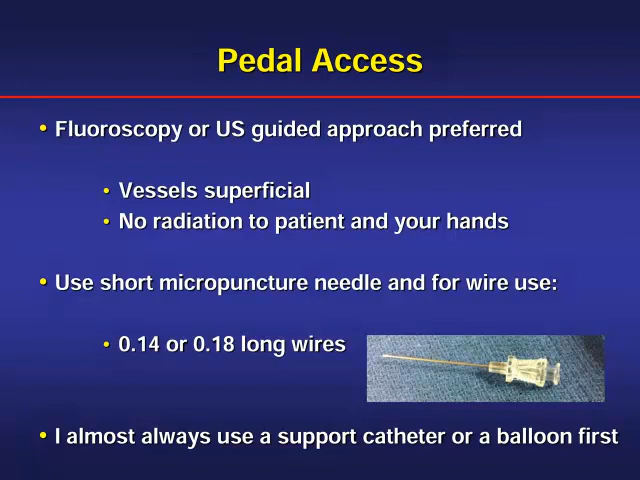 Pedal Access
• Fluoroscopy or US guided approach preferred
• Vessels superficial
• No radiation to patient and your hands
• Use short micropuncture needle and for wire use:
• 0.14 or 0.18 long wires
• I almost always use a support catheter or a balloon first